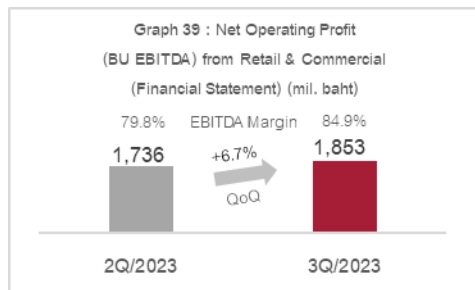 Graph 39 : Net Operating Profit
(BU EBITDA) from Retail & Commercial
(Financial Statement) (mil. baht)
79.8% EBITDA Margin 84.9%
1,736 +6.7% 1,853
QoQ
2Q/2023 3Q/2023